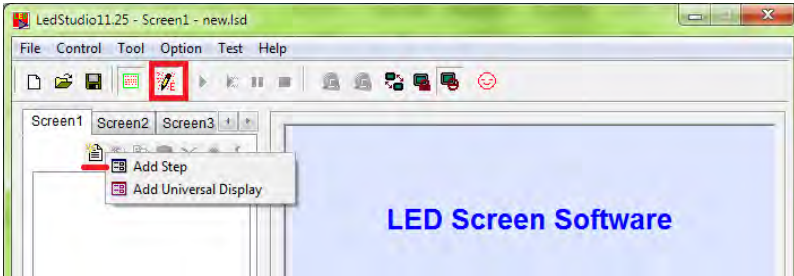 LedStudio11.25 - Screen1 - new.lsd
File Control Tool Option Test Help
E
Screen1 Screen2 Screen3
Add Step
Add Universal Display
LED Screen Software